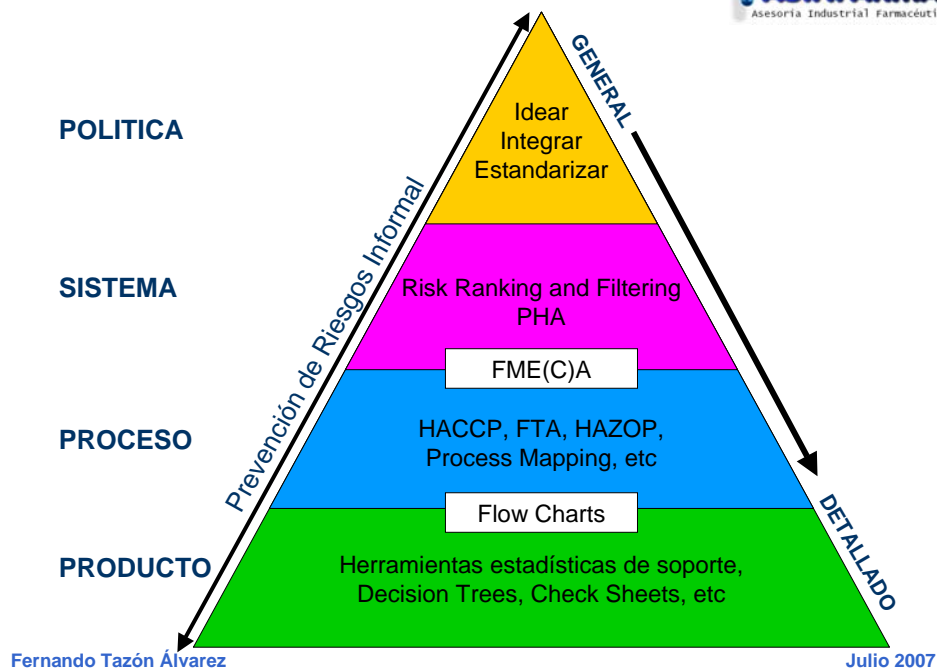 Asesoría Industrial Farmacéuti
GENERAL
POLITICA
Idear
Integrar
Estandarizar
Prevención de Riesgos Informal
SISTEMA
Risk Ranking and Filtering
PHA
FME(C)A
PROCESO
HACCP, FTA, HAZOP,
Process Mapping, etc
Flow Charts
DETALLADO
PRODUCTO
Herramientas estadísticas de soporte,
Decision Trees, Check Sheets, etc
Fernando Tazón Álvarez
Julio 2007